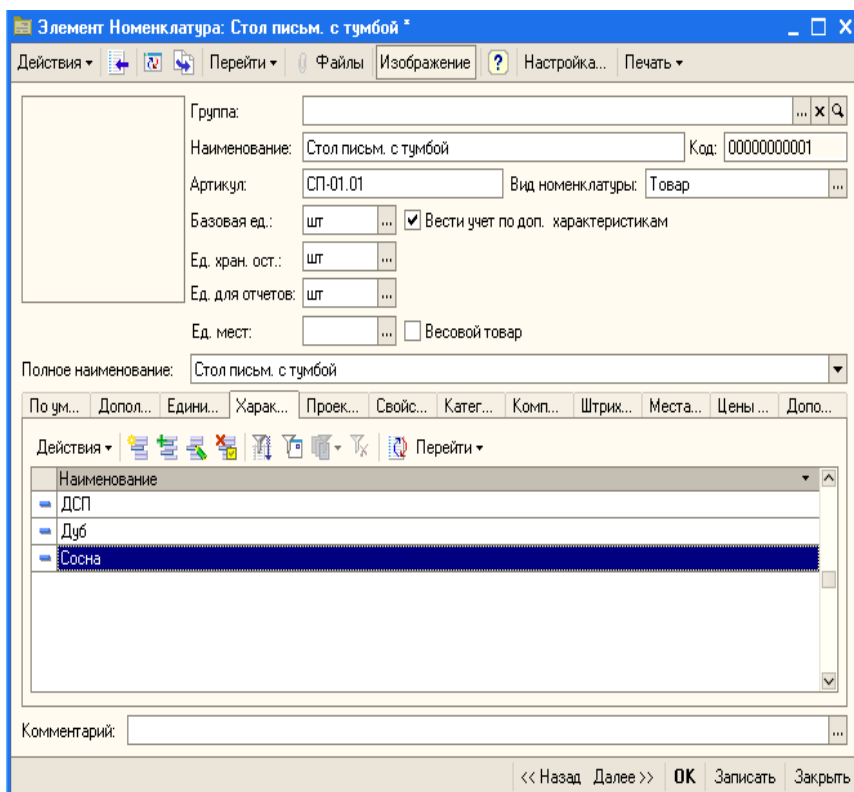 Элемент Номенклатура: Стол письм. с тумбой *
Действия Перейти Файлы Изображение ? Настройка... Печать
Группа: ... x
Наименование: Стол письм. с тумбой Код: 00000000001
Артикул: СП-01.01 Вид номенклатуры: Товар ...
Базовая ед.: шт ... Вести учет по доп. характеристикам
Ед. хран. ост.: шт ...
Ед. для отчетов: шт ...
Ед. мест: ... Весовой товар
Полное наименование: Стол письм. с тумбой
По ум... Допол... Едини... Харак... Проек... Свойс... Катег... Комп... Штрих... Места... Цены ... Допо...
Действия Перейти
Наименование
ДСП
Дуб
Сосна
Комментарий: ...
<< Назад Далее >> OK Записать Закрыть